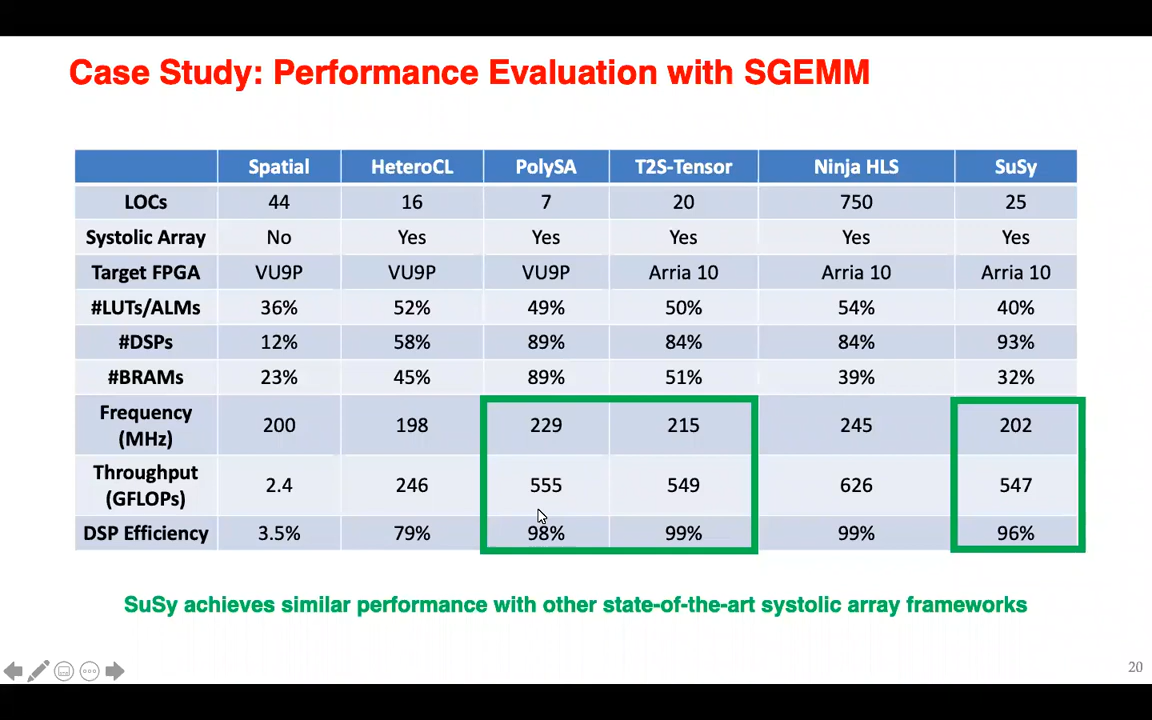 Case Study: Performance Evaluation with SGEMM
Spatial HeteroCL PolySA T2S-Tensor Ninja HLS SuSy
LOCs 44 16 7 20 750 25
Systolic Array No Yes Yes Yes Yes Yes
Target FPGA VU9P VU9P VU9P Arria 10 Arria 10 Arria 10
#LUTs/ALMs 36% 52% 49% 50% 54% 40%
#DSPs 12% 58% 89% 84% 84% 93%
#BRAMs 23% 45% 89% 51% 39% 32%
Frequency
(MHz) 200 198 229 215 245 202
Throughput
(GFLOPs) 2.4 246 555 549 626 547
DSP Efficiency 3.5% 79% 98% 99% 99% 96%
SuSy achieves similar performance with other state-of-the-art systolic array frameworks
20